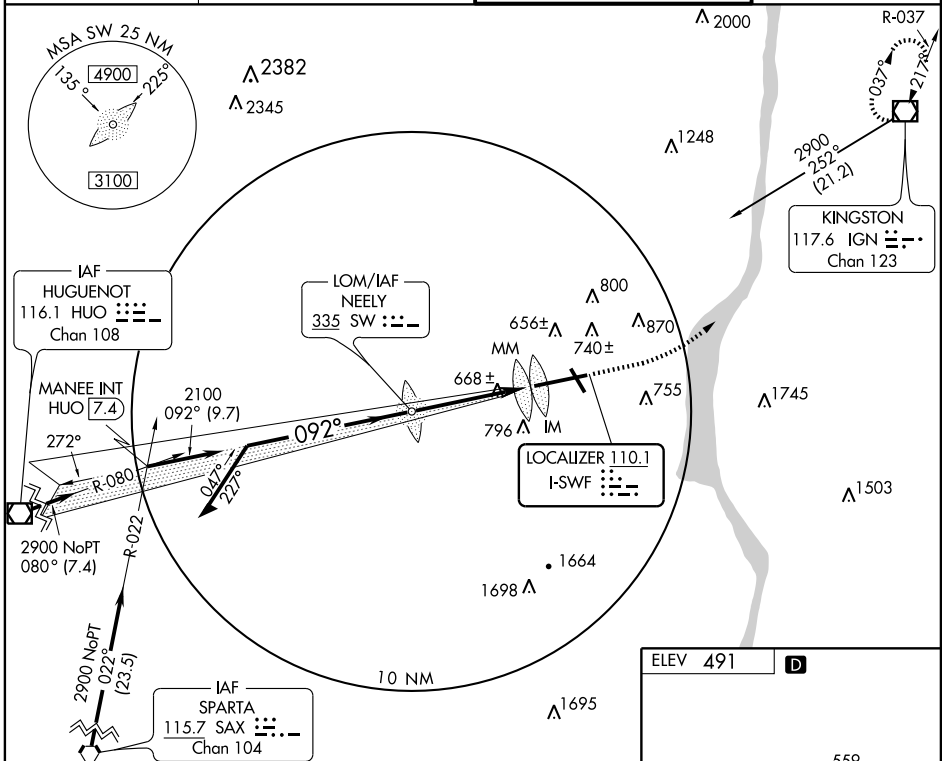 MSA SW 25 NM
135°
4900
225°
3100
2382
2345
2000
1248
R-037
037°
217°
2900
252°
(21.2)
KINGSTON
117.6 IGN
Chan 123
IAF
HUGUENOT
116.1 HUO
Chan 108
LOM/IAF
NEELY
335 SW
800
656±
740±
870
MM
668±
755
1745
796
IM
MANEE INT
HUO 7.4
2100
092° (9.7)
092°
272°
R-080
047°
227°
LOCALIZER 110.1
I-SWF
1503
2900 NoPT
080° (7.4)
R-022
1664
1698
2900 NoPT
022°
(23.5)
10 NM
IAF
SPARTA
115.7 SAX
Chan 104
1695
ELEV 491
D
559